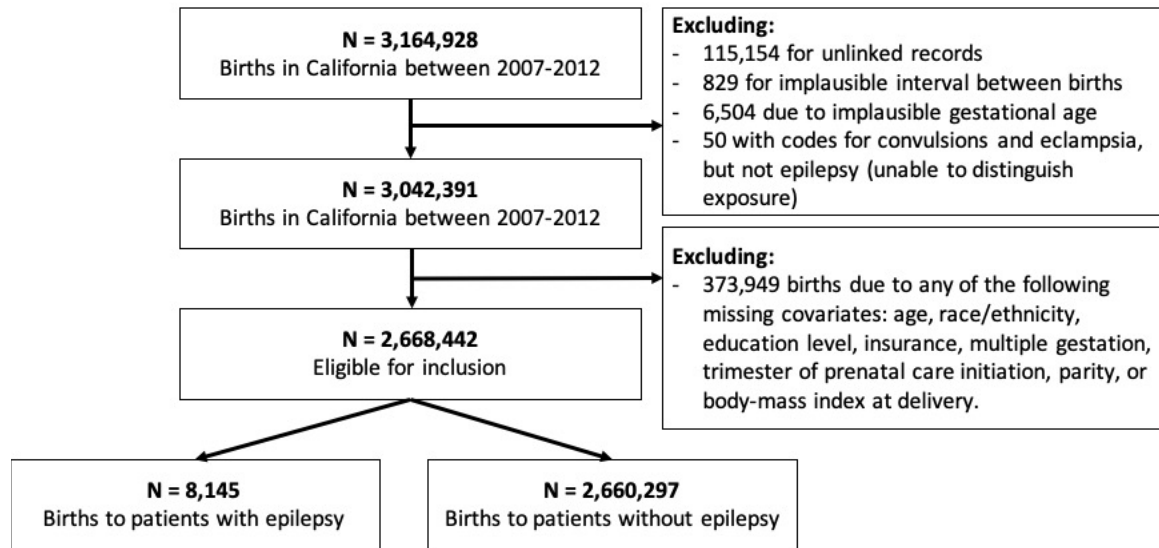 N = 3,164,928
Births in California between 2007-2012
Excluding:
- 115,154 for unlinked records
- 829 for implausible interval between births
- 6,504 due to implausible gestational age
- 50 with codes for convulsions and eclampsia,
but not epilepsy (unable to distinguish
exposure)
N = 3,042,391
Births in California between 2007-2012
Excluding:
- 373,949 births due to any of the following
missing covariates: age, race/ethnicity,
education level, insurance, multiple gestation,
trimester of prenatal care initiation, parity, or
body-mass index at delivery.
N = 2,668,442
Eligible for inclusion
N = 8,145
Births to patients with epilepsy
N = 2,660,297
Births to patients without epilepsy